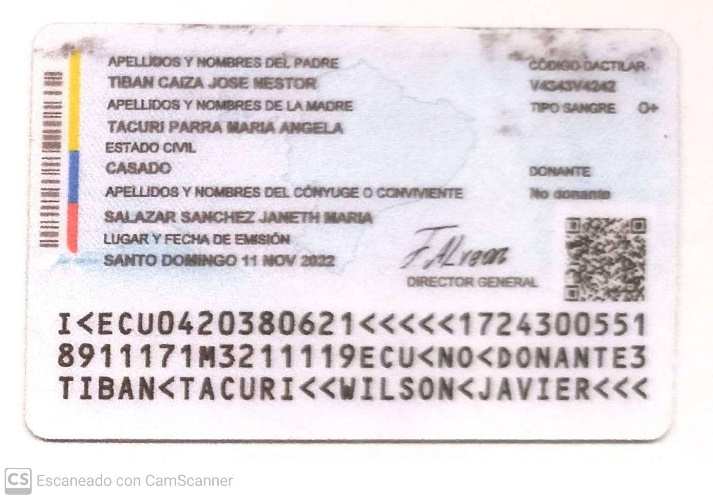 APELLIDOS Y NOMBRES DEL PADRE
TIBAN CAIZA JOSE NESTOR
APELLIDOS Y NOMBRES DE LA MADRE
TACURI PARRA MARIA ANGELA
ESTADO CIVIL
CASADO
APELLIDOS Y NOMBRES DEL CÓNYUGE O CONVIVIENTE
SALAZAR SANCHEZ JANETH MARIA
LUGAR Y FECHA DE EMISIÓN
SANTO DOMINGO 11 NOV 2022
CÓDIGO DACTILAR
V4343V4242
TIPO SANGRE O+
DONANTE
No donante
DIRECTOR GENERAL
I<ECU0420380621<<<<<1724300551
8911171M3211119ECU<NO<DONANTE3
TIBAN<TACURI<<WILSON<JAVIER<<<
CS Escaneado con CamScanner